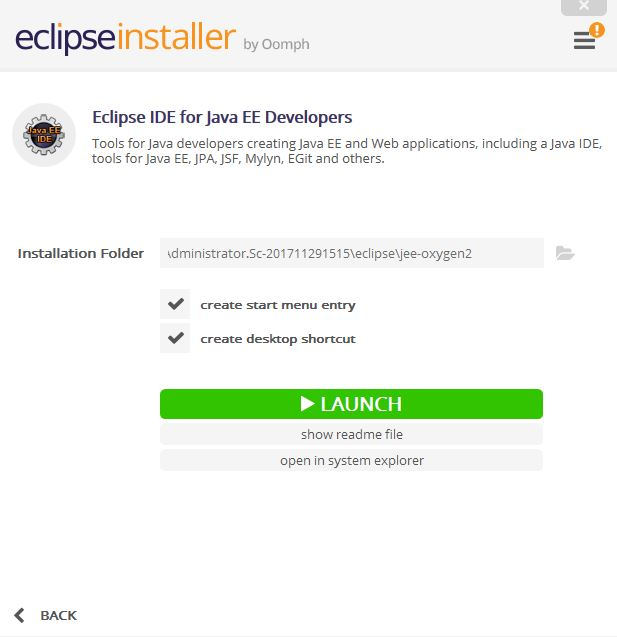 eclipseinstaller by Oomph
Java EE
IDE
Eclipse IDE for Java EE Developers
Tools for Java developers creating Java EE and Web applications, including a Java IDE,
tools for Java EE, JPA, JSF, Mylyn, EGit and others.
Installation Folder \dministrator.Sc-201711291515\eclipse\jee-oxygen2
create start menu entry
create desktop shortcut
LAUNCH
show readme file
open in system explorer
BACK